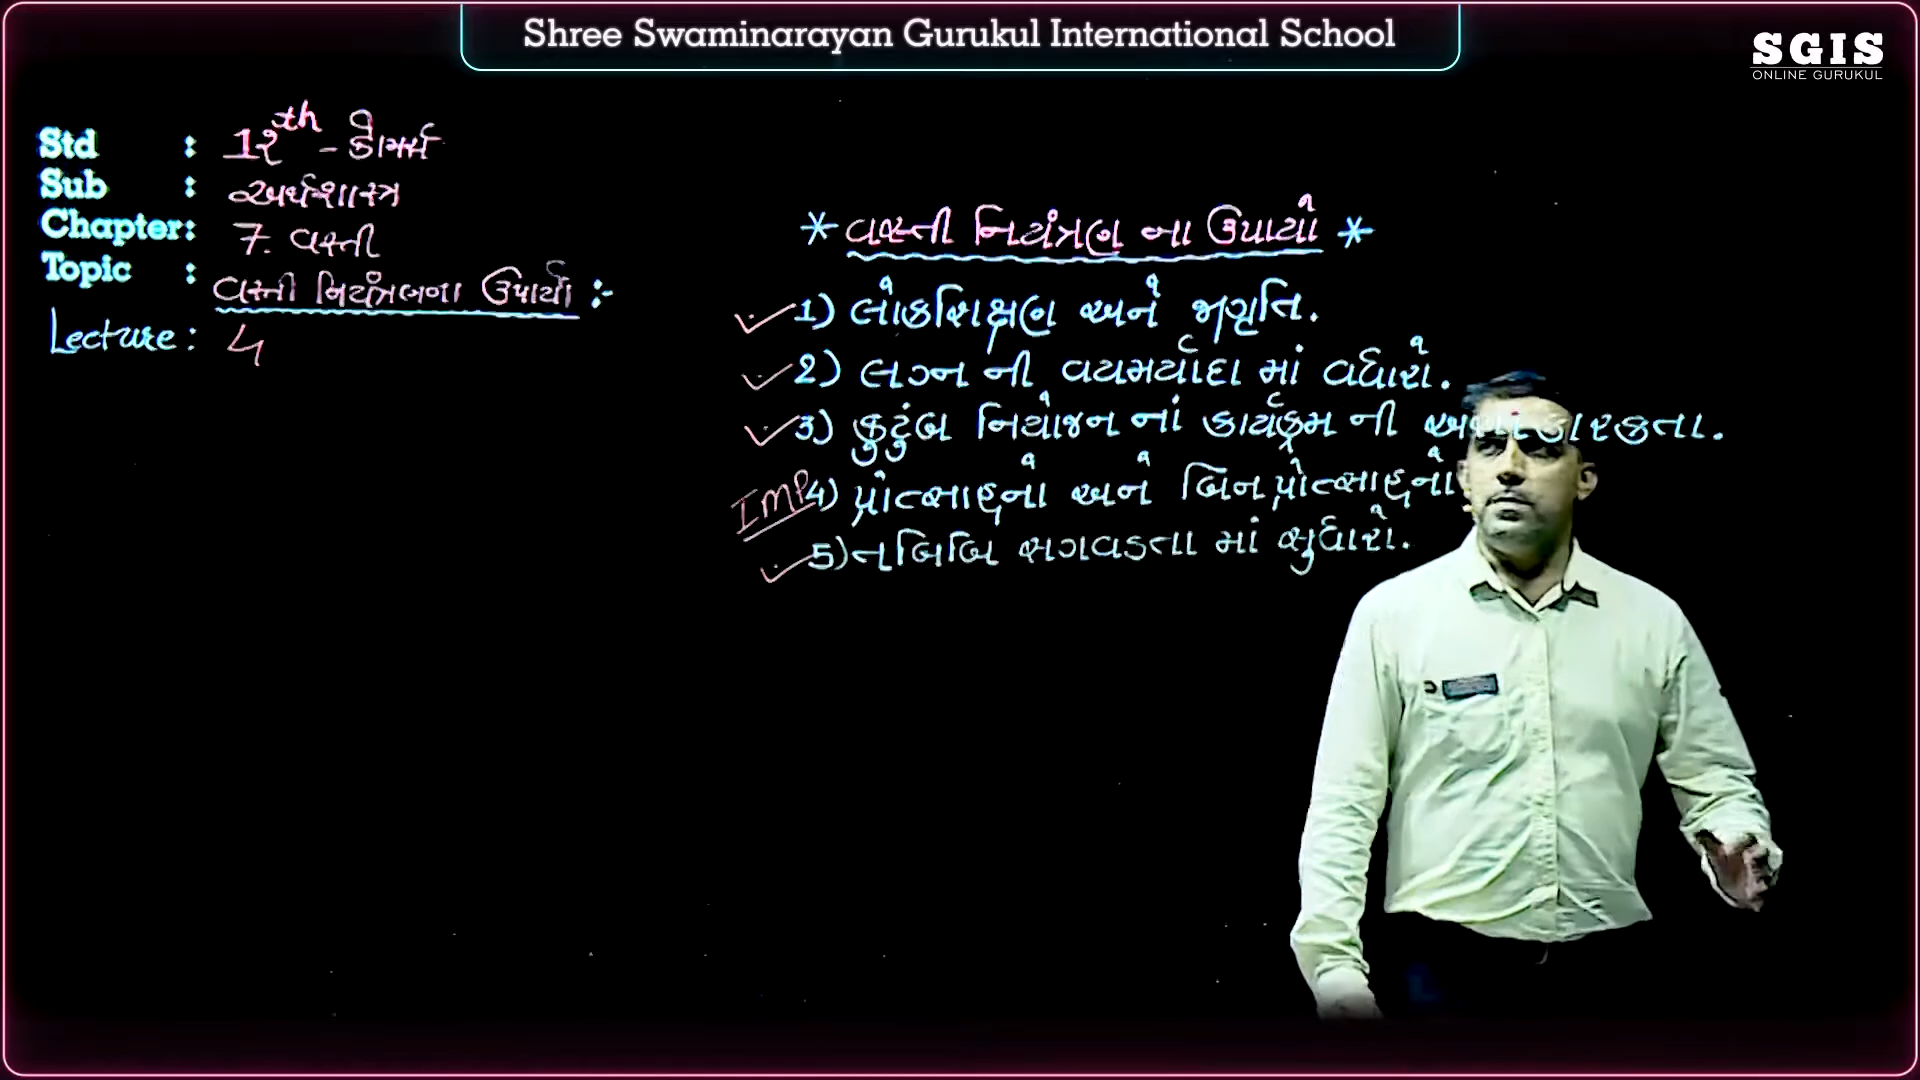 Shree Swaminarayan Gurukul International School
SGIS
ONLINE GURUKUL
Std : 12th - કોમર્સ
Sub : અર્થશાસ્ત્ર
Chapter: 7. વસ્તી
Topic : વસ્તી નિયંત્રણના ઉપાયો :-
Lecture: 4
* વસ્તી નિયંત્રણ ના ઉપાયો *
1) લોકશિક્ષણ અને જાગૃતિ.
2) લગ્ન ની વયમર્યાદા માં વધારો.
3) કુટુંબ નિયોજન નાં કાર્યક્રમ ની
IMP 4) પ્રોત્સાહનો અને બિનપ્રોત્સાહનો
5) તબિબિ સગવડતા માં સુધારો.